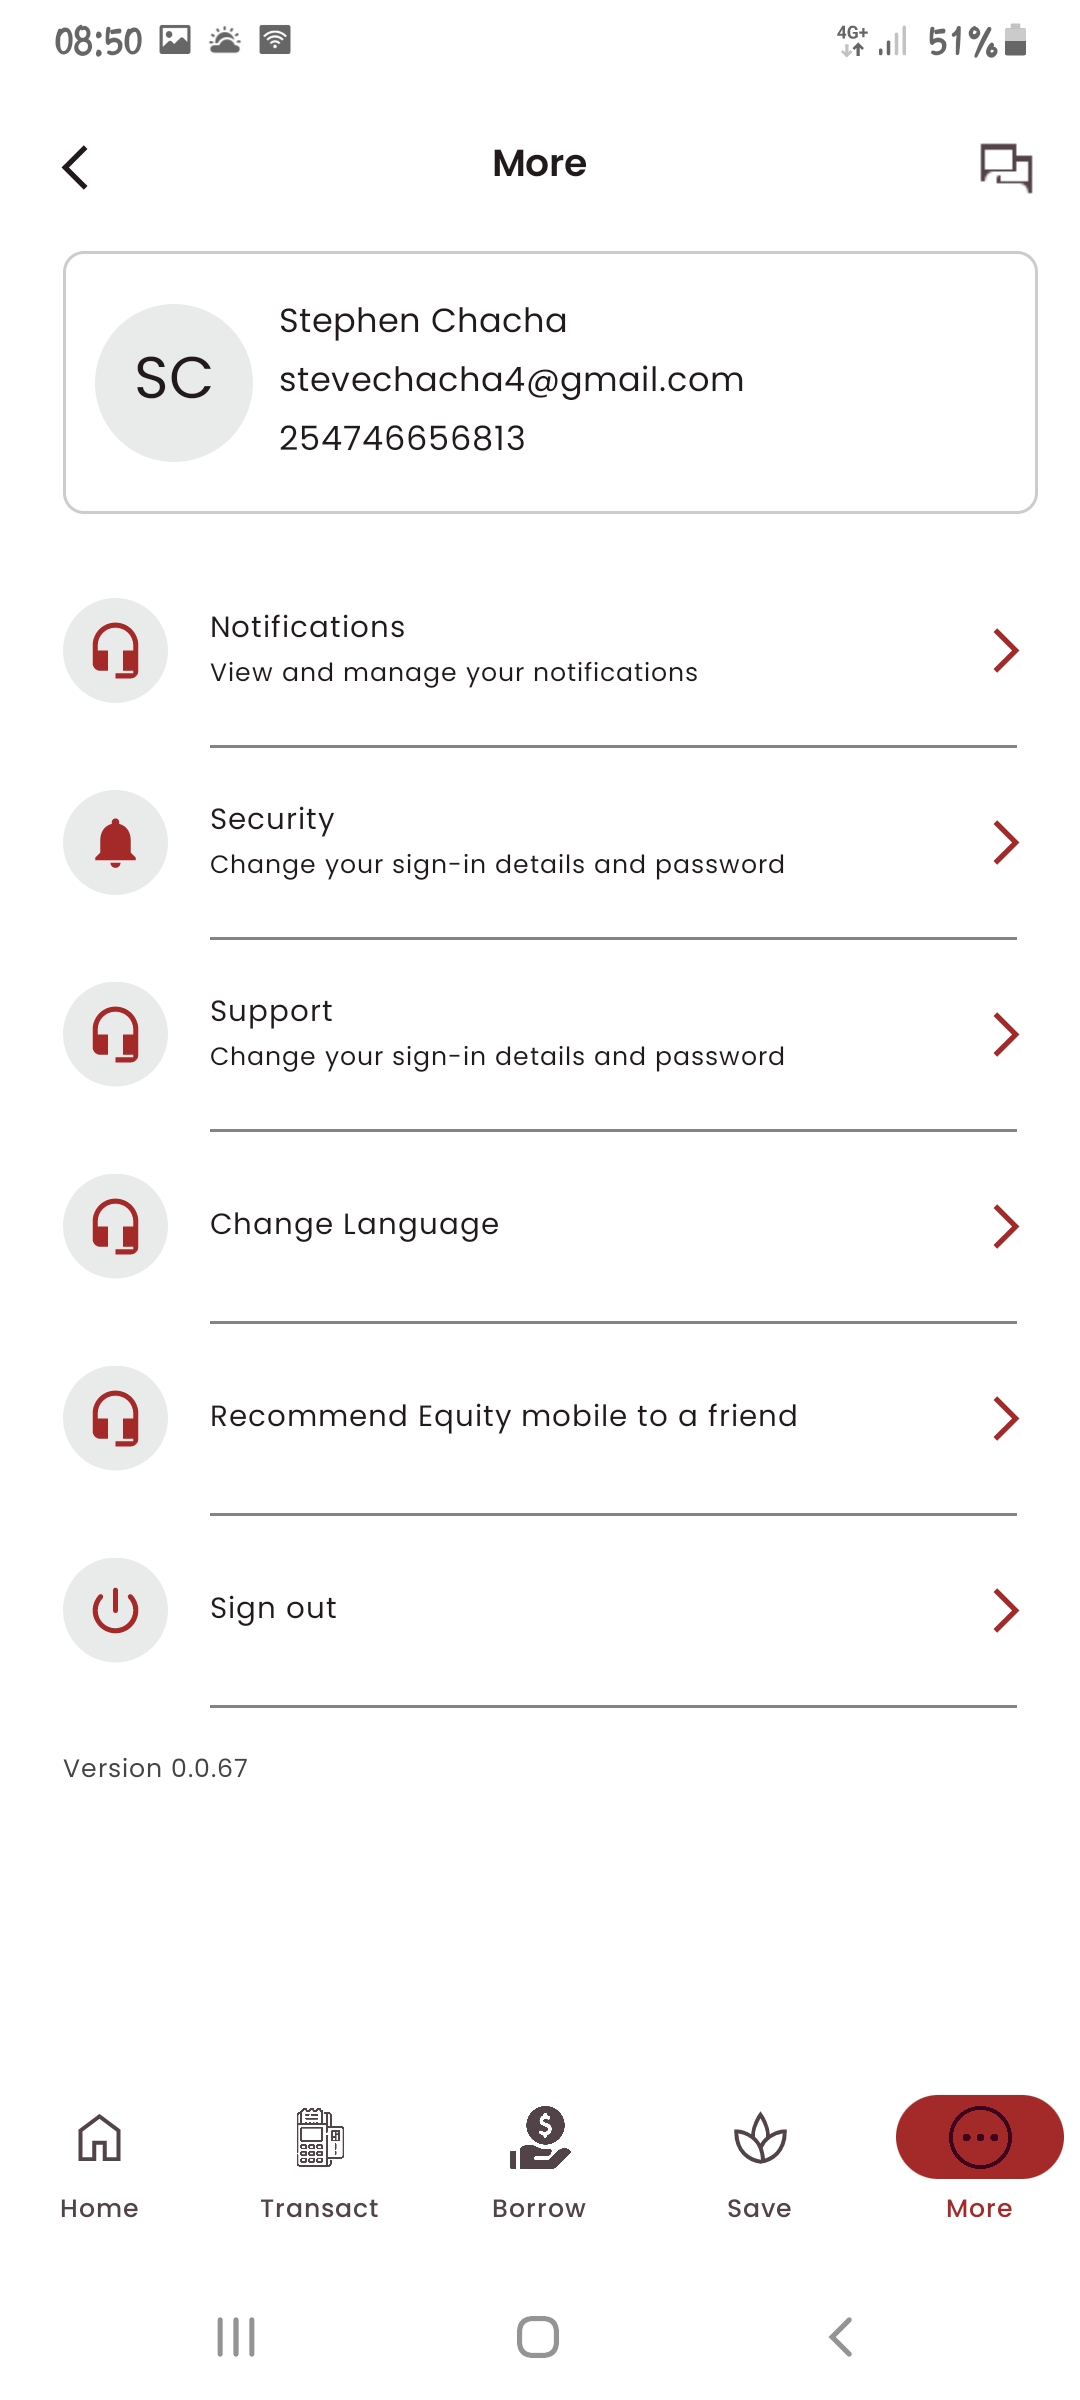 08:50
4G+
51%
More
SC
Stephen Chacha
stevechacha4@gmail.com
254746656813
Notifications
View and manage your notifications
Security
Change your sign-in details and password
Support
Change your sign-in details and password
Change Language
Recommend Equity mobile to a friend
Sign out
Version 0.0.67
Home
Transact
Borrow
Save
More